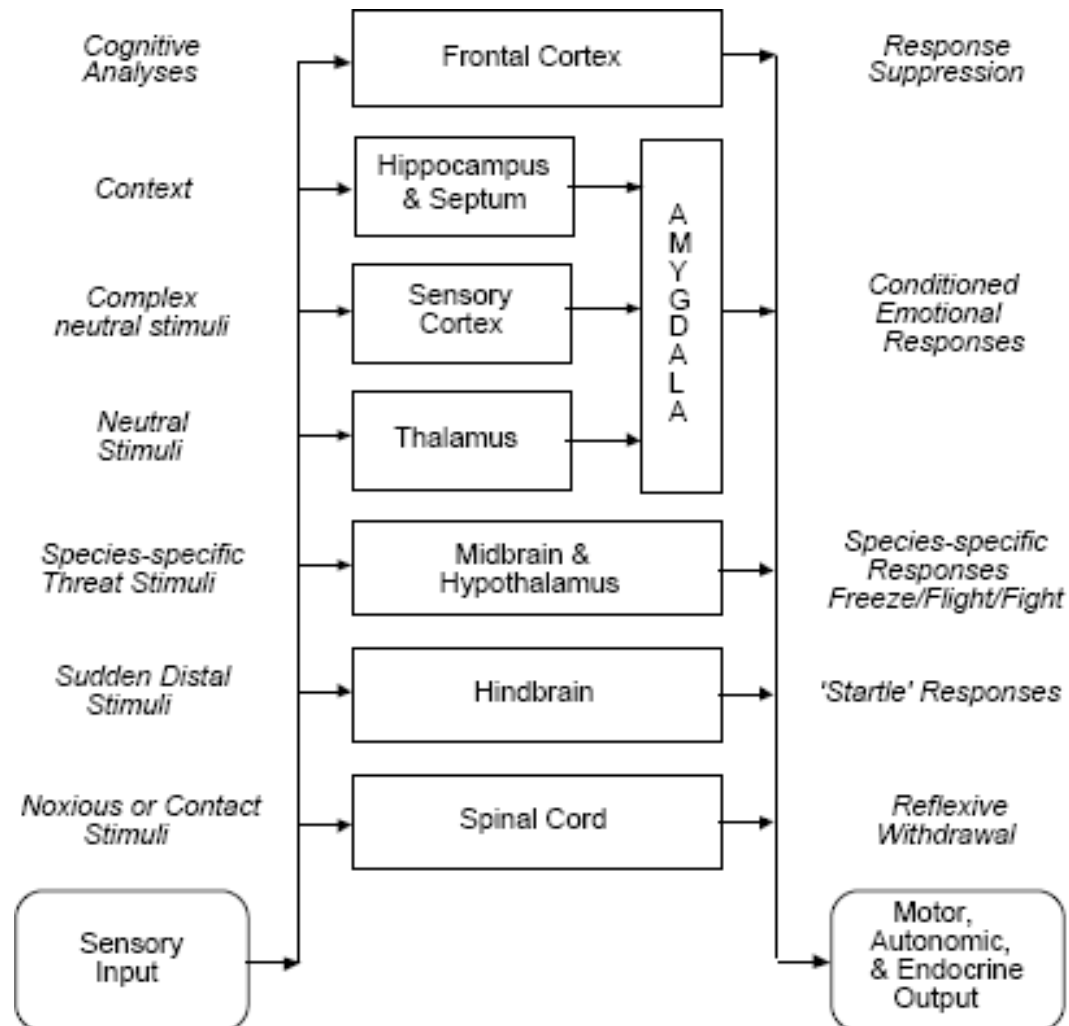 Cognitive
Analyses
Frontal Cortex
Response
Suppression
Context
Hippocampus
& Septum
AMYGDALA
Complex
neutral stimuli
Sensory
Cortex
Conditioned
Emotional
Responses
Neutral
Stimuli
Thalamus
Species-specific
Threat Stimuli
Midbrain &
Hypothalamus
Species-specific
Responses
Freeze/Flight/Fight
Sudden Distal
Stimuli
Hindbrain
'Startle' Responses
Noxious or Contact
Stimuli
Spinal Cord
Reflexive
Withdrawal
Sensory
Input
Motor,
Autonomic,
& Endocrine
Output